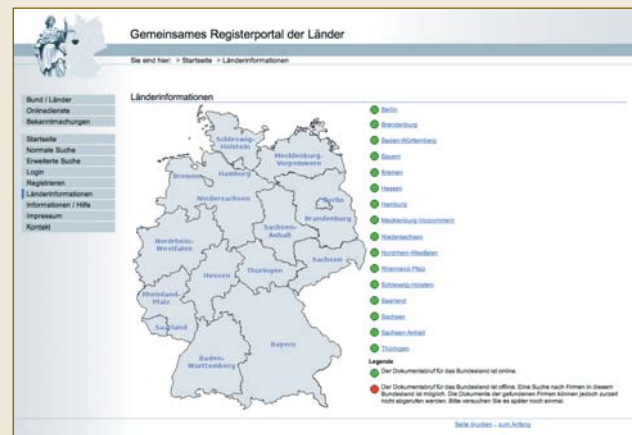 Gemeinsames Registerportal der Länder
Sie sind hier: > Startseite > Länderinformationen
Bund / Länder
Onlinedienste
Bekanntmachungen
Startseite
Normale Suche
Erweiterte Suche
Login
Registrieren
Länderinformationen
Informationen / Hilfe
Impressum
Kontakt
Länderinformationen
Schleswig-
Holstein
Mecklenburg-
Vorpommern
Hamburg
Bremen
Niedersachsen
Berlin
Brandenburg
Sachsen-
Anhalt
Nordrhein-
Westfalen
Sachsen
Thüringen
Hessen
Rheinland-
Pfalz
Saarland
Bayern
Baden-
Württemberg
Berlin
Brandenburg
Baden-Württemberg
Bayern
Bremen
Hessen
Hamburg
Mecklenburg-Vorpommern
Niedersachsen
Nordrhein-Westfalen
Rheinland-Pfalz
Schleswig-Holstein
Saarland
Sachsen
Sachsen-Anhalt
Thüringen
Legende
Der Dokumentabruf für das Bundesland ist online.
Der Dokumentabruf für das Bundesland ist offline. Eine Suche nach Firmen in diesem
Bundesland ist möglich. Die Dokumente der gefundenen Firmen können jedoch zurzeit
nicht abgerufen werden. Bitte versuchen Sie es später noch einmal.
Seite drucken - zum Anfang